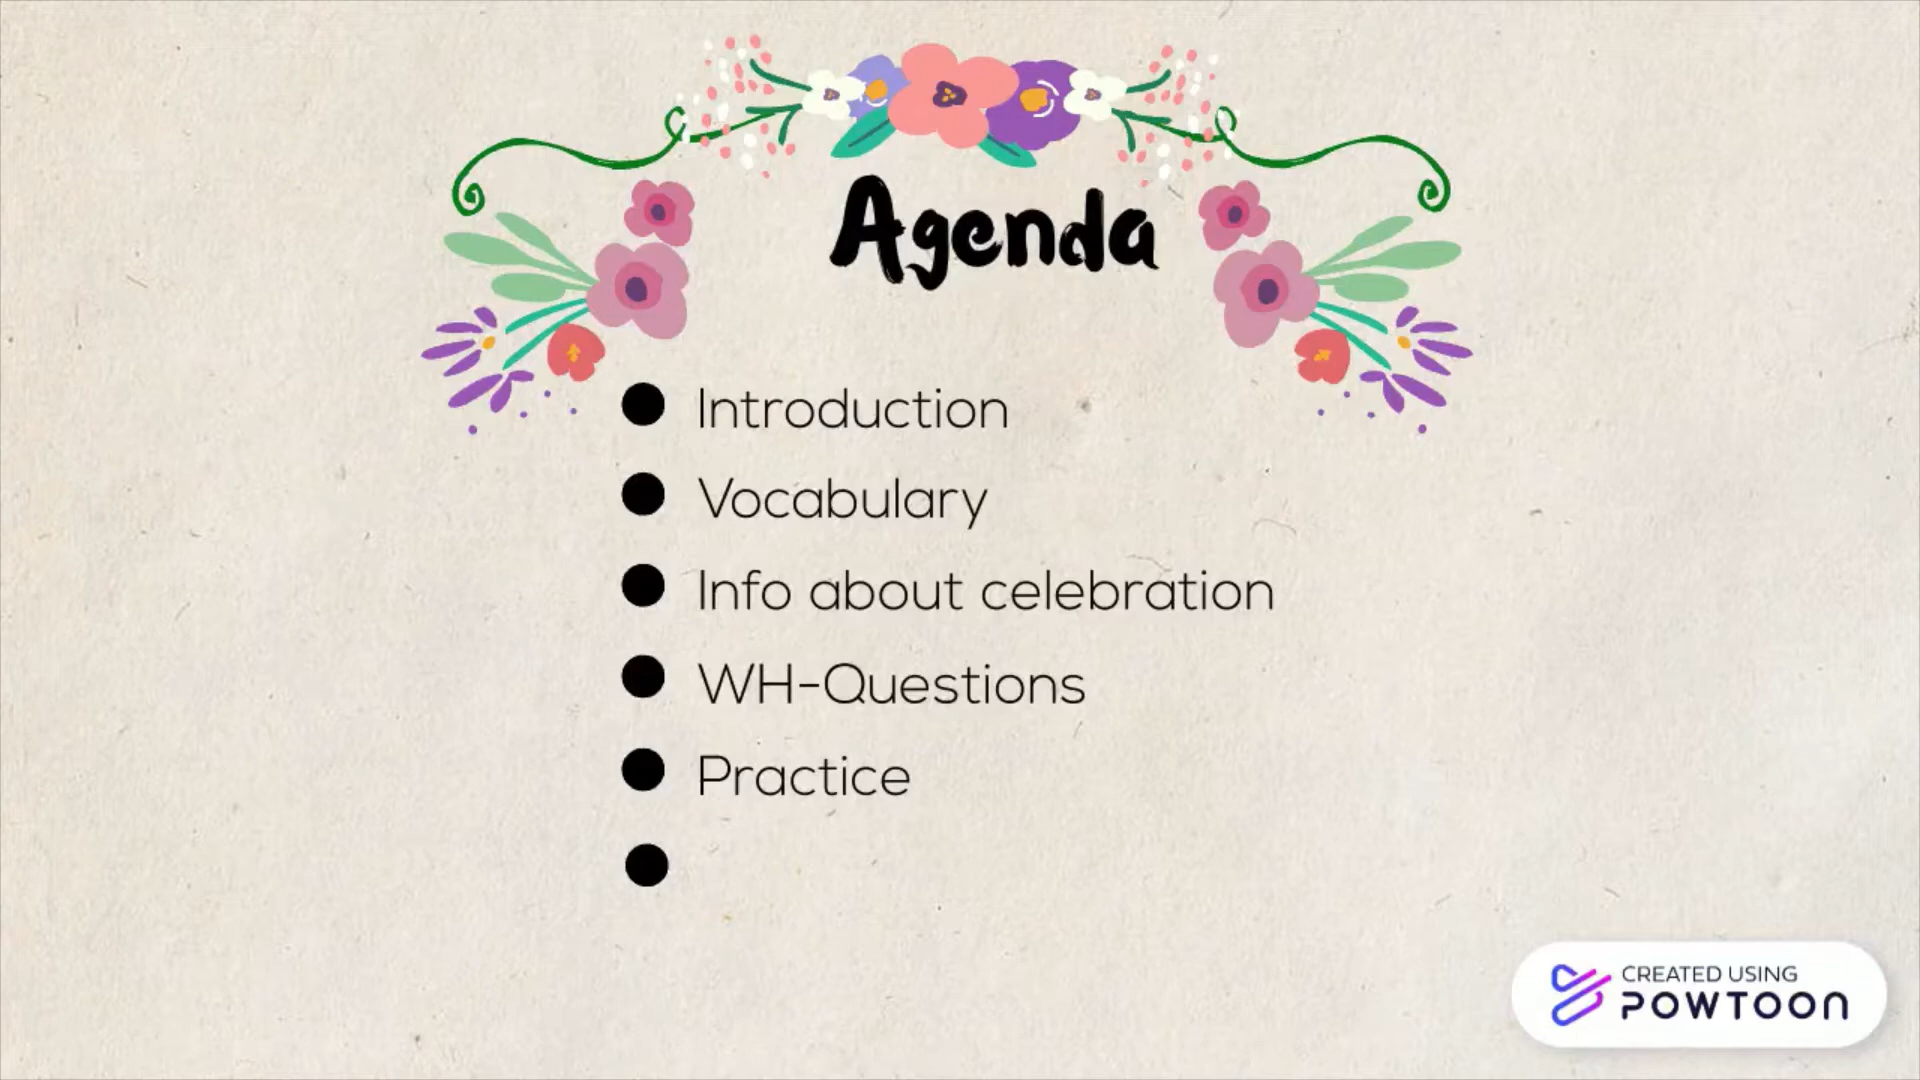 Agenda
Introduction
Vocabulary
Info about celebration
WH-Questions
Practice
CREATED USING
POWTOON